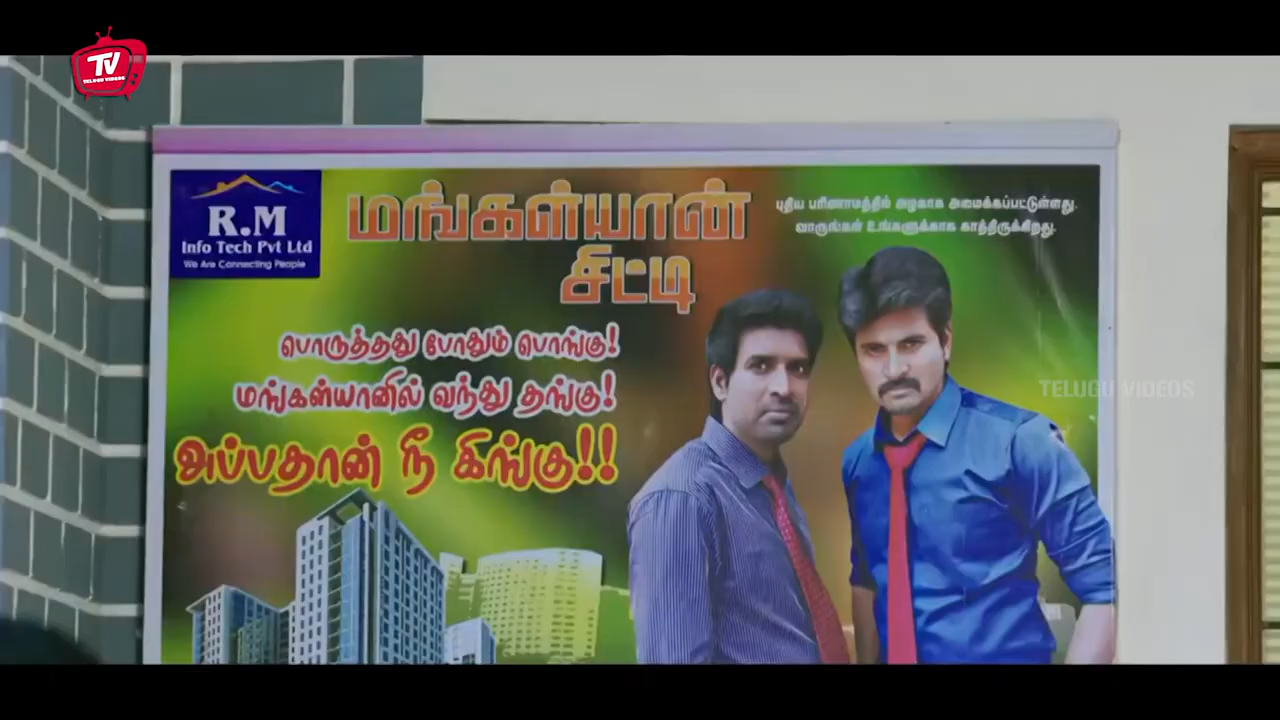 TV
TELUGU VIDEOS
R.M
Info Tech Pvt Ltd
We Are Connecting People
மங்கள்யான்
சிட்டி
புதிய பரிணாமத்தில் அழகாக அமைக்கப்பட்டுள்ளது.
வாருங்கள் உங்களுக்காக காத்திருக்கிறது.
பொருத்தது போதும் பொங்கு!
மங்கள்யானில் வந்து தங்கு!
அப்பதான் நீ கிங்கு!!
TELUGU VIDEOS